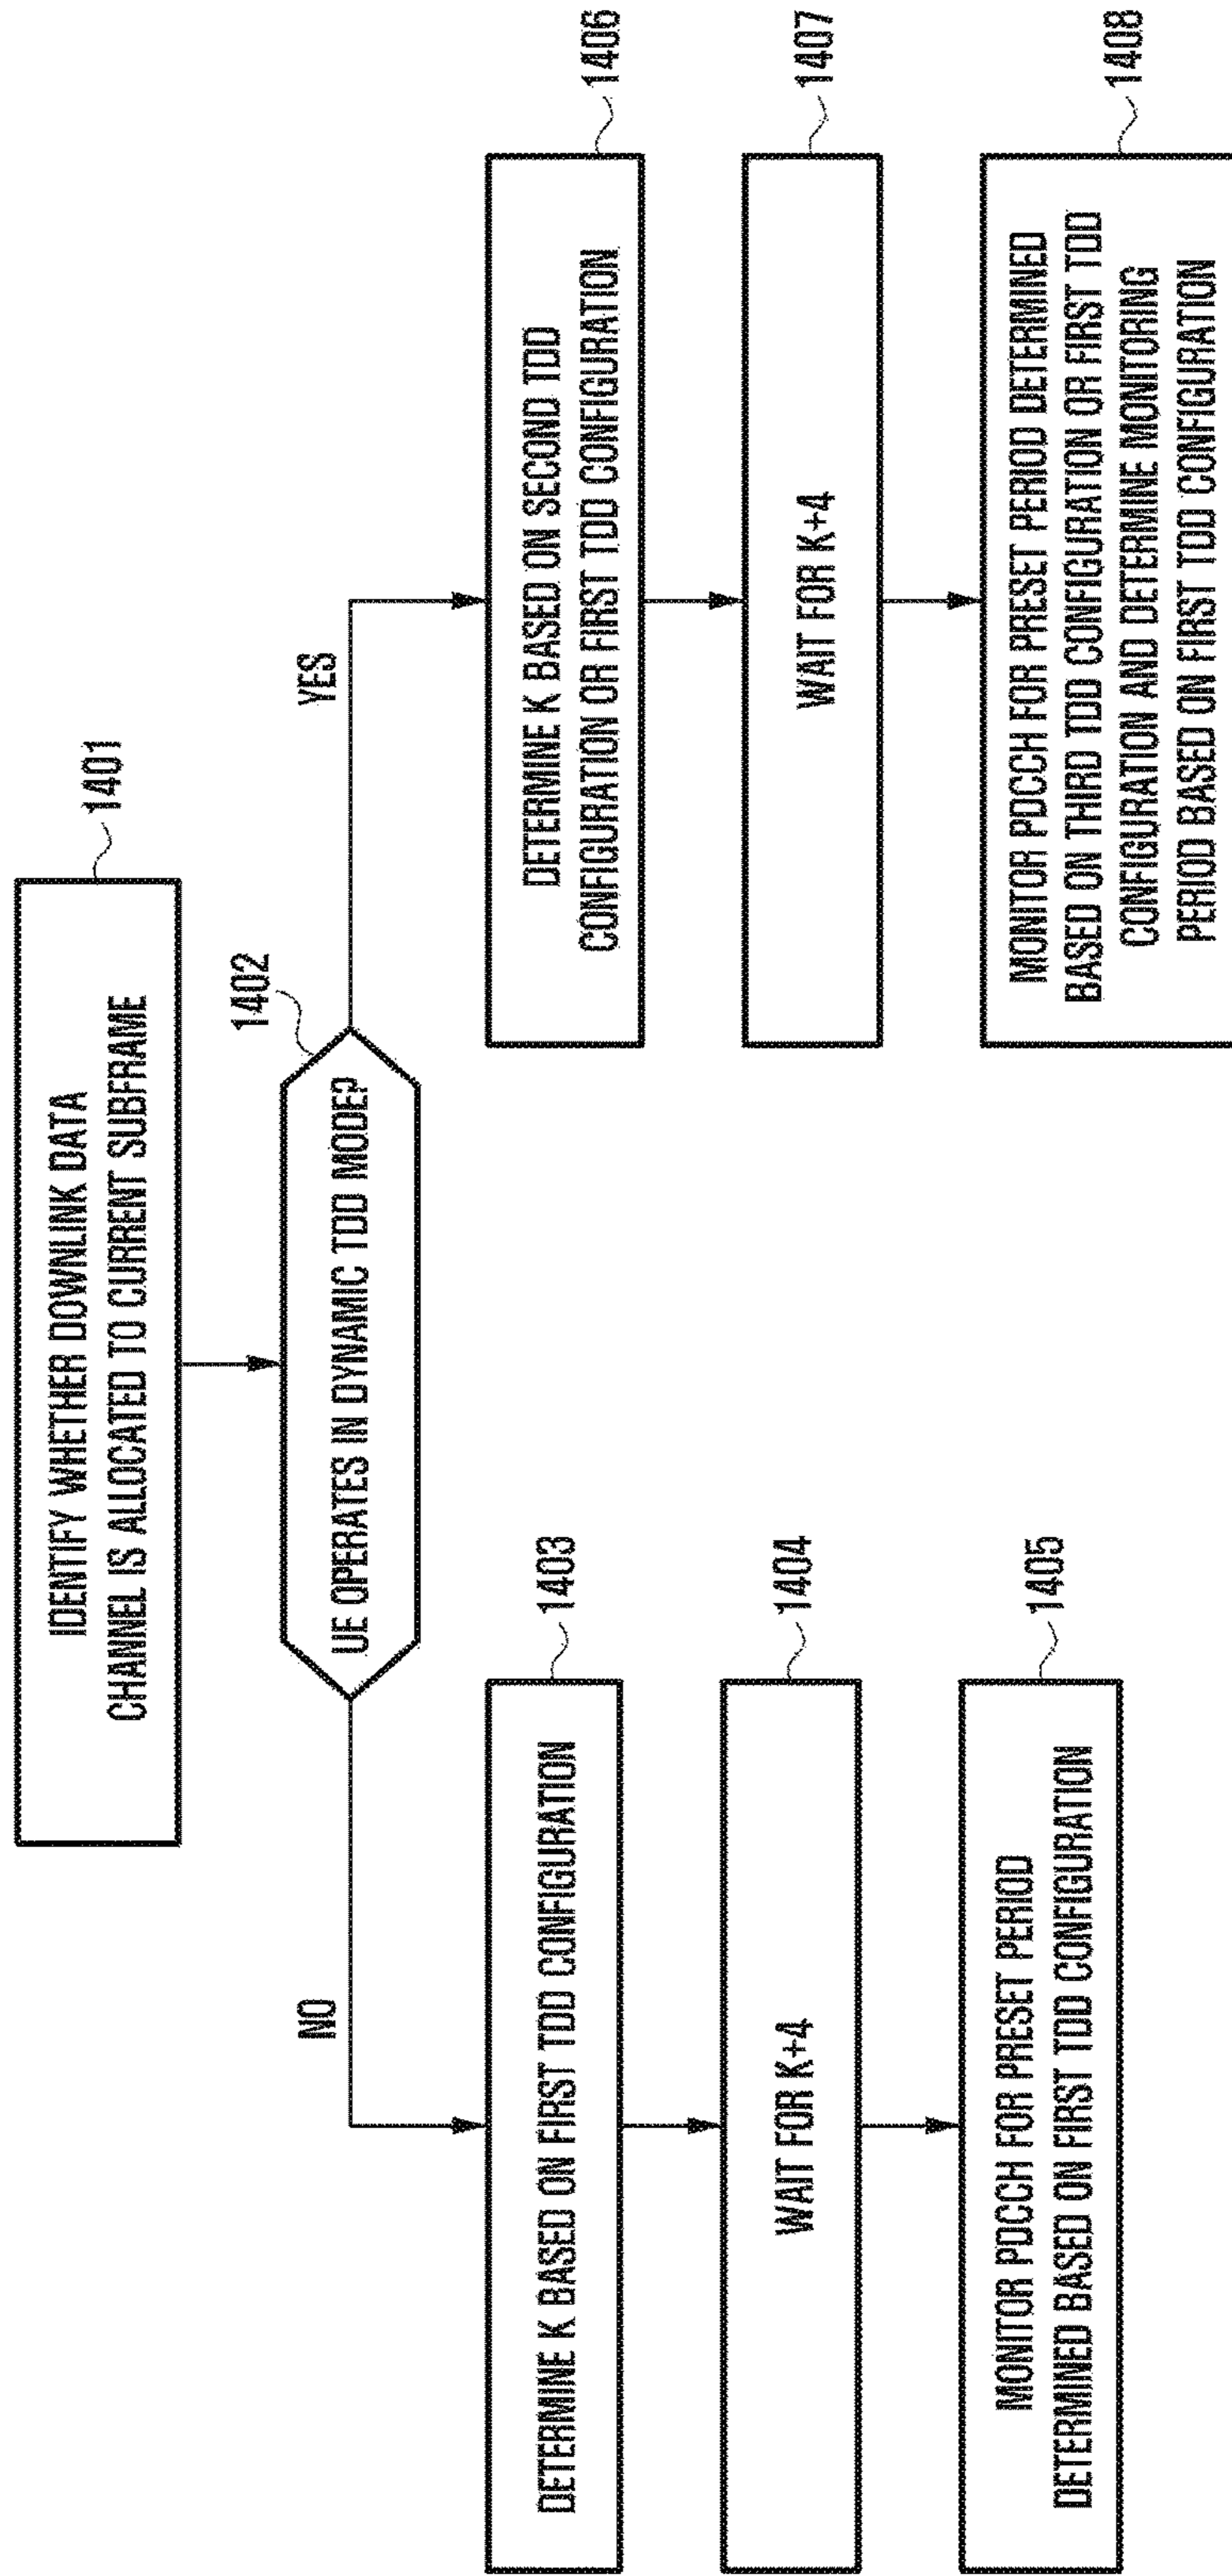 IDENTIFY WHETHER DOWNLINK DATA
CHANNEL IS ALLOCATED TO CURRENT SUBFRAME
1401
1402
UE OPERATES IN DYNAMIC TDD MODE?
NO
YES
DETERMINE K BASED ON FIRST TDD CONFIGURATION
1403
WAIT FOR K+4
1404
MONITOR PDCCH FOR PRESET PERIOD
DETERMINED BASED ON FIRST TDD CONFIGURATION
1405
DETERMINE K BASED ON SECOND TDD
CONFIGURATION OR FIRST TDD CONFIGURATION
1406
WAIT FOR K+4
1407
MONITOR PDCCH FOR PRESET PERIOD DETERMINED
BASED ON THIRD TDD CONFIGURATION OR FIRST TDD
CONFIGURATION AND DETERMINE MONITORING
PERIOD BASED ON FIRST TDD CONFIGURATION
1408